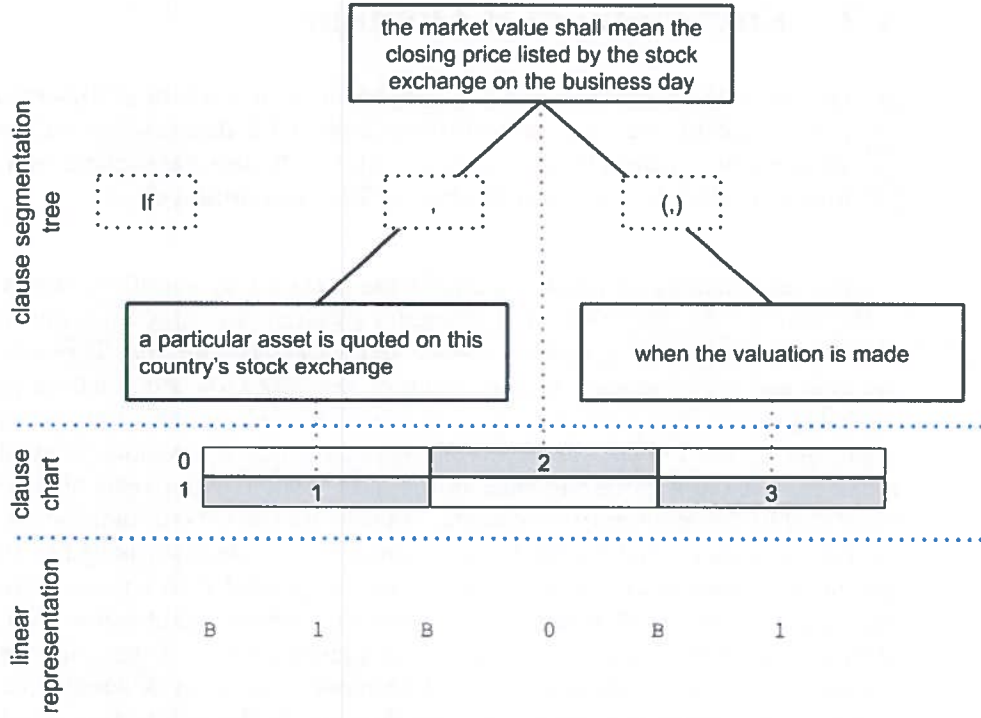 the market value shall mean the
closing price listed by the stock
exchange on the business day
clause segmentation
tree
If
,
(,)
a particular asset is quoted on this
country's stock exchange
when the valuation is made
clause
chart
0
2
1
1
3
linear
representation
B 1 B 0 B 1